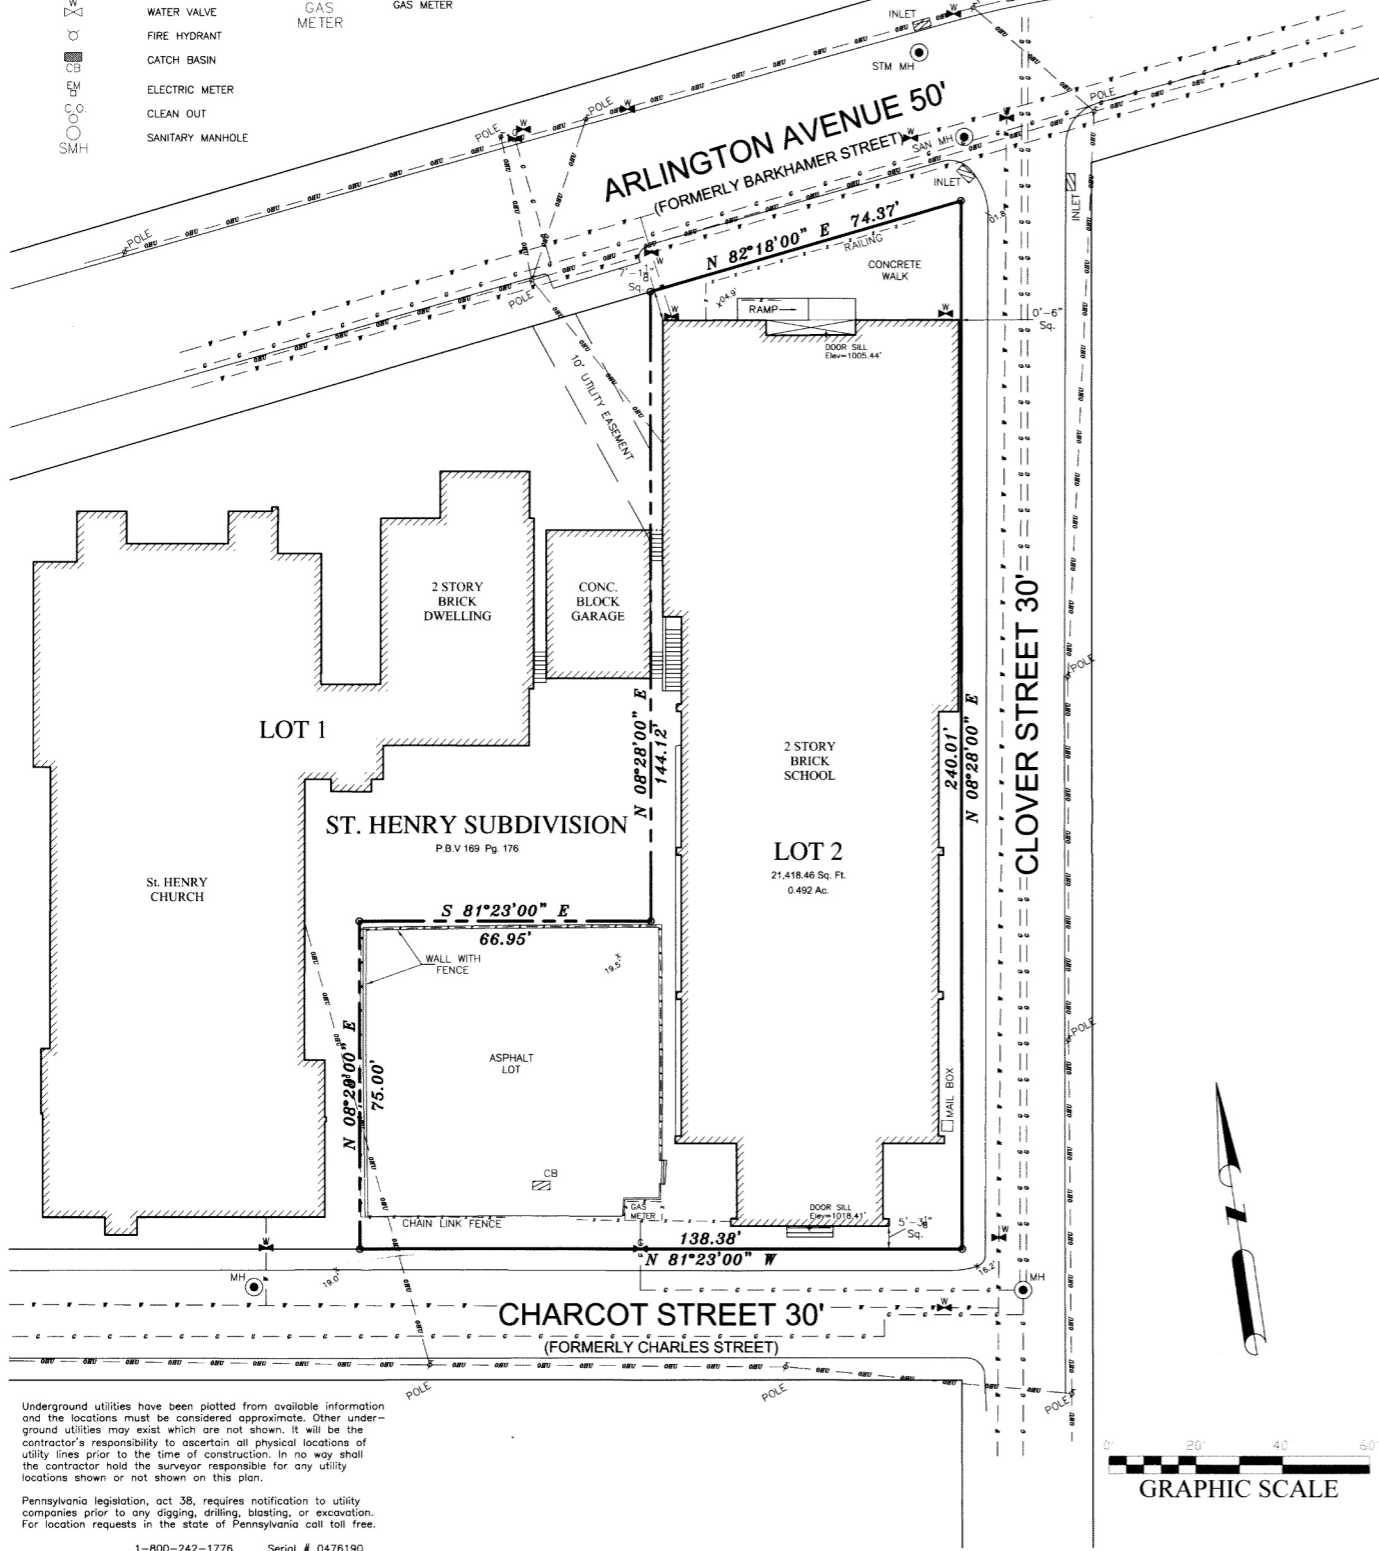 W
WATER VALVE
FIRE HYDRANT
CB
CATCH BASIN
EM
ELECTRIC METER
C.O.
CLEAN OUT
SMH
SANITARY MANHOLE
GAS
METER
GAS METER
INLET
W
STM MH
POLE
POLE
W
W
POLE
POLE
ARLINGTON AVENUE 50'
(FORMERLY BARKHAMER STREET)
W
W
SAN MH
INLET
INLET
POLE
W
Sq.
N 82°18'00" E 74.37'
RAILING
CONCRETE
WALK
RAMP
W
W
0'-6"
Sq.
DOOR SILL
Elev=1005.44'
10' UTILITY EASEMENT
2 STORY
BRICK
DWELLING
CONC.
BLOCK
GARAGE
LOT 1
ST. HENRY SUBDIVISION
P.B.V 169 Pg. 176
St. HENRY
CHURCH
N 08°28'00" E
144.12'
2 STORY
BRICK
SCHOOL
LOT 2
21,418.46 Sq. Ft.
0.492 Ac.
240.01'
N 08°28'00" E
CLOVER STREET 30'
POLE
POLE
S 81°23'00" E
66.95'
WALL WITH
FENCE
19.5'
N 08°28'00" E
75.00'
ASPHALT
LOT
CB
CHAIN LINK FENCE
GAS
METER
MAIL BOX
DOOR SILL
Elev=1018.41'
Sq.
138.38'
N 81°23'00" W
W
MH
19.0'
16.2'
W
MH
W
CHARCOT STREET 30'
(FORMERLY CHARLES STREET)
POLE
POLE
POLE
Underground utilities have been plotted from available information
and the locations must be considered approximate. Other under-
ground utilities may exist which are not shown. It will be the
contractor's responsibility to ascertain all physical locations of
utility lines prior to the time of construction. In no way shall
the contractor hold the surveyor responsible for any utility
locations shown or not shown on this plan.
Pennsylvania legislation, act 38, requires notification to utility
companies prior to any digging, drilling, blasting, or excavation.
For location requests in the state of Pennsylvania call toll free.
1-800-242-1776 Serial # 0476190
0' 20' 40' 60'
GRAPHIC SCALE